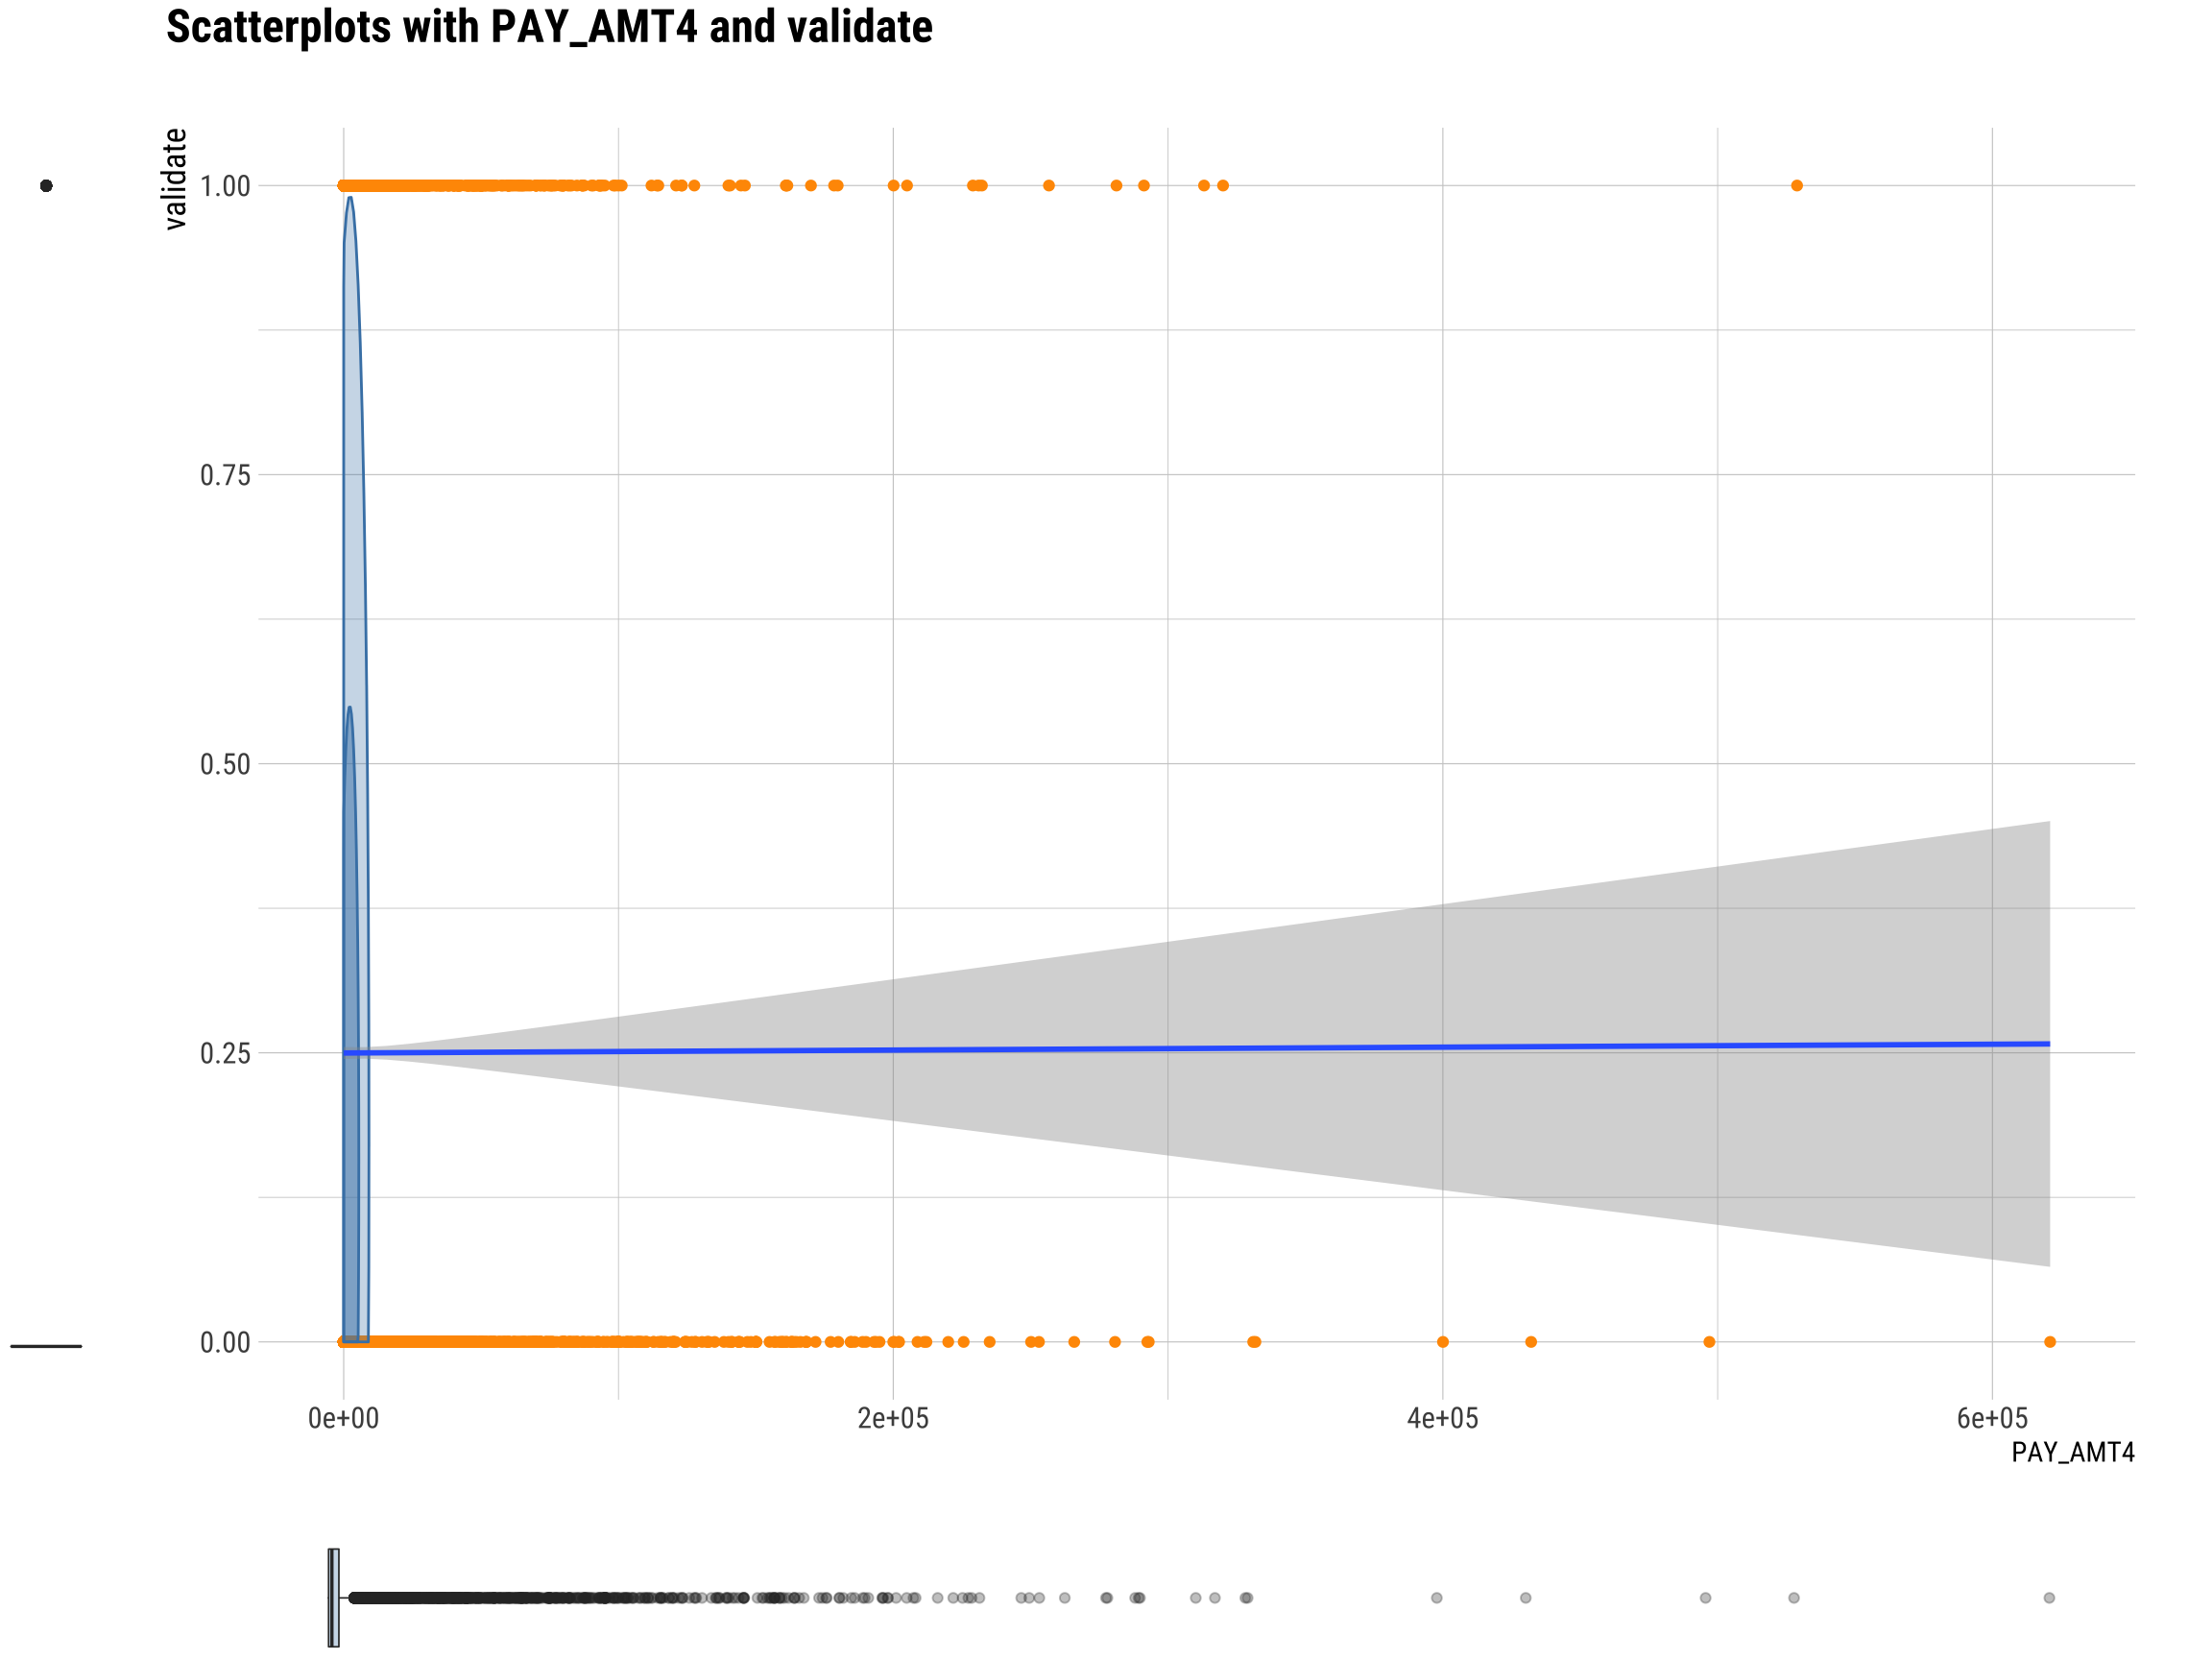 Scatterplots with PAY_AMT4 and validate
validate
1.00
0.75
0.50
0.25
0.00
0e+00 2e+05 4e+05 6e+05
PAY_AMT4